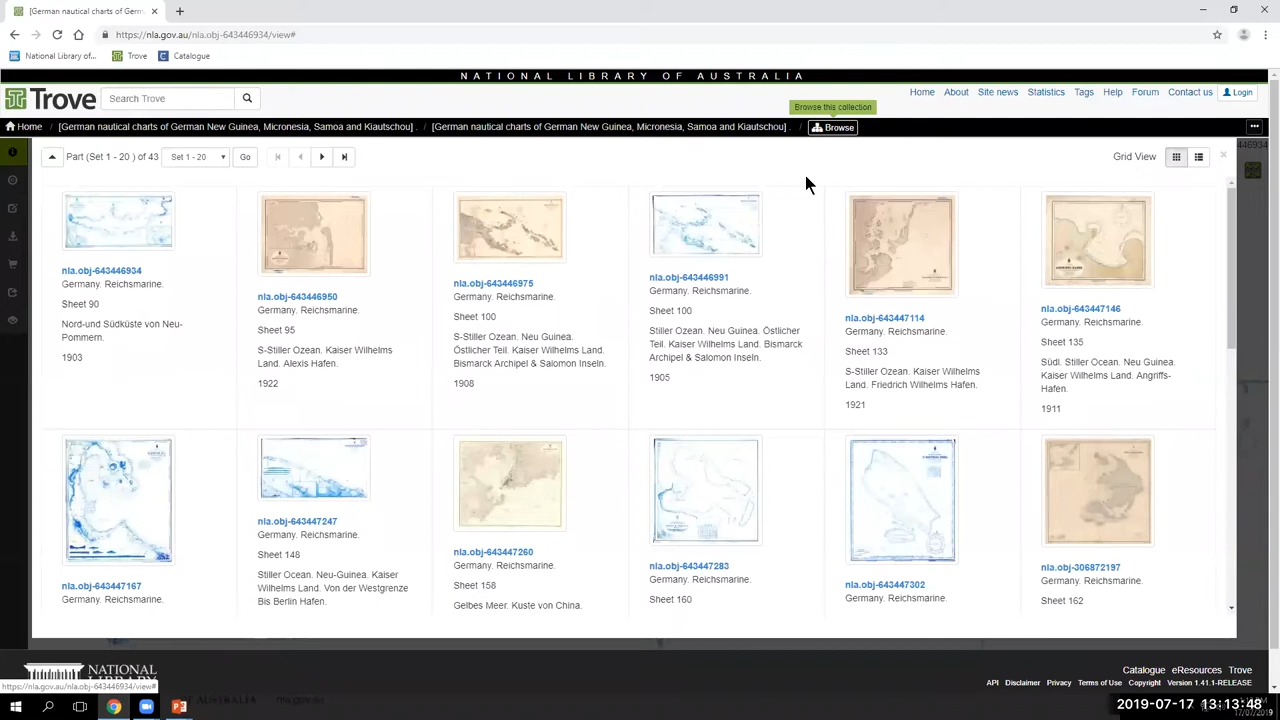 [German nautical charts of Germ
https://nla.gov.au/nla.obj-643446934/view#
National Library of... Trove Catalogue
NATIONAL LIBRARY OF AUSTRALIA
Trove
Search Trove
Home About Site news Statistics Tags Help Forum Contact us Login
Browse this collection
Home / [German nautical charts of German New Guinea, Micronesia, Samoa and Kiautschou] . / [German nautical charts of German New Guinea, Micronesia, Samoa and Kiautschou] . / Browse
Part (Set 1 - 20 ) of 43 Set 1 - 20 Go
Grid View
nla.obj-643446934
Germany. Reichsmarine.
Sheet 90
Nord-und Südküste von Neu-
Pommern.
1903
nla.obj-643446950
Germany. Reichsmarine.
Sheet 95
S-Stiller Ozean. Kaiser Wilhelms
Land. Alexis Hafen.
1922
nla.obj-643446975
Germany. Reichsmarine.
Sheet 100
S-Stiller Ozean. Neu Guinea.
Östlicher Teil. Kaiser Wilhelms Land.
Bismarck Archipel & Salomon Inseln.
1908
nla.obj-643446991
Germany. Reichsmarine.
Sheet 100
Stiller Ozean. Neu Guinea. Östlicher
Teil. Kaiser Wilhelms Land. Bismarck
Archipel & Salomon Inseln.
1905
nla.obj-643447114
Germany. Reichsmarine.
Sheet 133
S-Stiller Ozean. Kaiser Wilhelms
Land. Friedrich Wilhelms Hafen.
1921
nla.obj-643447146
Germany. Reichsmarine.
Sheet 135
Südl. Stiller Ocean. Neu Guinea.
Kaiser Wilhelms Land. Angriffs-
Hafen.
1911
nla.obj-643447167
Germany. Reichsmarine.
nla.obj-643447247
Germany. Reichsmarine.
Sheet 148
Stiller Ocean. Neu-Guinea. Kaiser
Wilhelms Land. Von der Westgrenze
Bis Berlin Hafen.
nla.obj-643447260
Germany. Reichsmarine.
Sheet 158
Gelbes Meer. Kuste von China.
nla.obj-643447283
Germany. Reichsmarine.
Sheet 160
nla.obj-643447302
Germany. Reichsmarine.
nla.obj-306872197
Germany. Reichsmarine.
Sheet 162
NATIONAL
Catalogue eResources Trove
API Disclaimer Privacy Terms of Use Copyright Version 1.41.1-RELEASE
https://nla.gov.au/nla.obj-643446934/view#
2019-07-17 13:13:48
17/07/2019